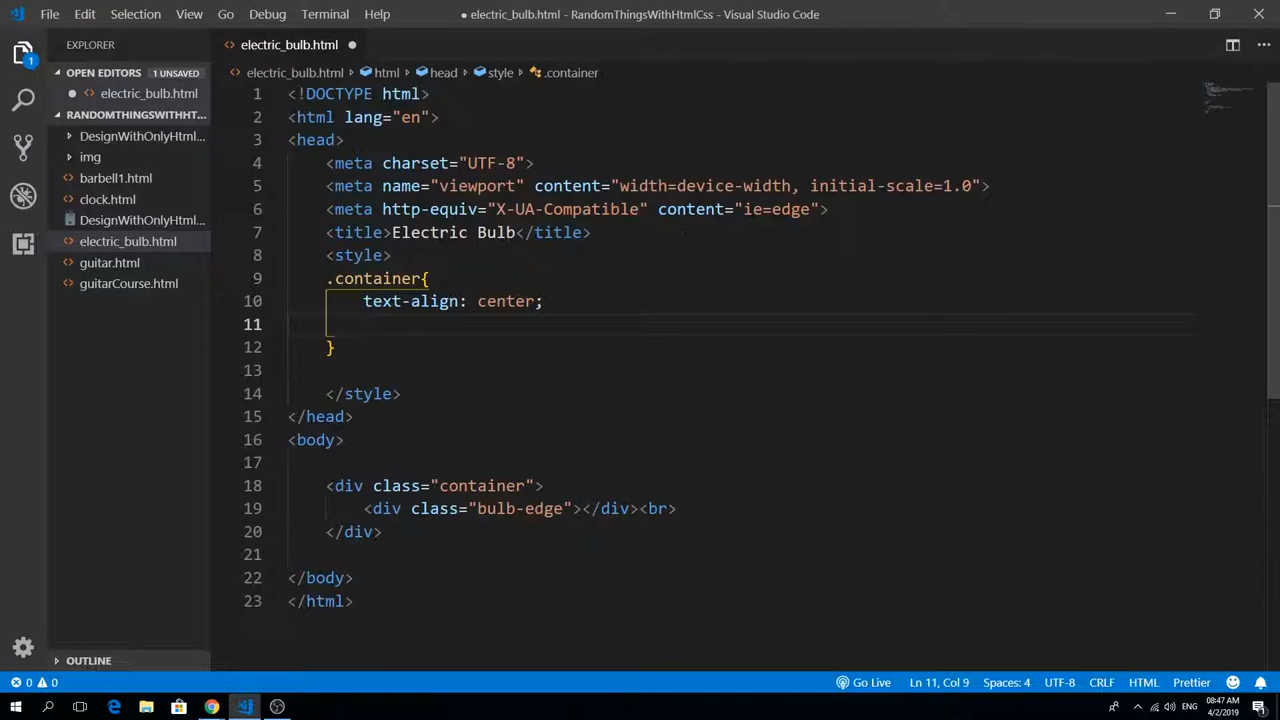 File Edit Selection View Go Debug Terminal Help
● electric_bulb.html - RandomThingsWithHtmlCss - Visual Studio Code
EXPLORER
electric_bulb.html
OPEN EDITORS 1 UNSAVED
electric_bulb.html
RANDOMTHINGSWITHHT...
DesignWithOnlyHtml...
img
barbell1.html
clock.html
DesignWithOnlyHtml...
electric_bulb.html
guitar.html
guitarCourse.html
OUTLINE
1
electric_bulb.html html head style .container
1 <!DOCTYPE html>
2 <html lang="en">
3 <head>
4 <meta charset="UTF-8">
5 <meta name="viewport" content="width=device-width, initial-scale=1.0">
6 <meta http-equiv="X-UA-Compatible" content="ie=edge">
7 <title>Electric Bulb</title>
8 <style>
9 .container{
10 text-align: center;
11
12 }
13
14 </style>
15 </head>
16 <body>
17
18 <div class="container">
19 <div class="bulb-edge"></div><br>
20 </div>
21
22 </body>
23 </html>
0 0 Go Live Ln 11, Col 9 Spaces: 4 UTF-8 CRLF HTML Prettier
ENG 08:47 AM
4/2/2019 1